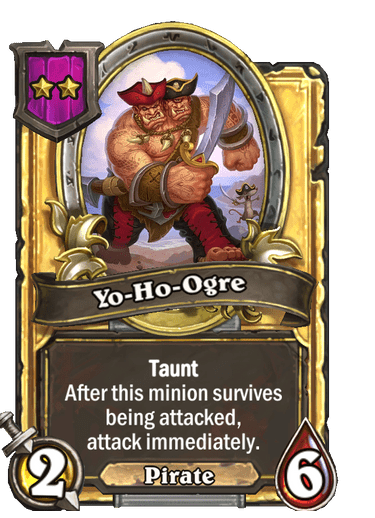 Yo-Ho-Ogre
Taunt
After this minion survives
being attacked,
attack immediately.
2
Pirate
6